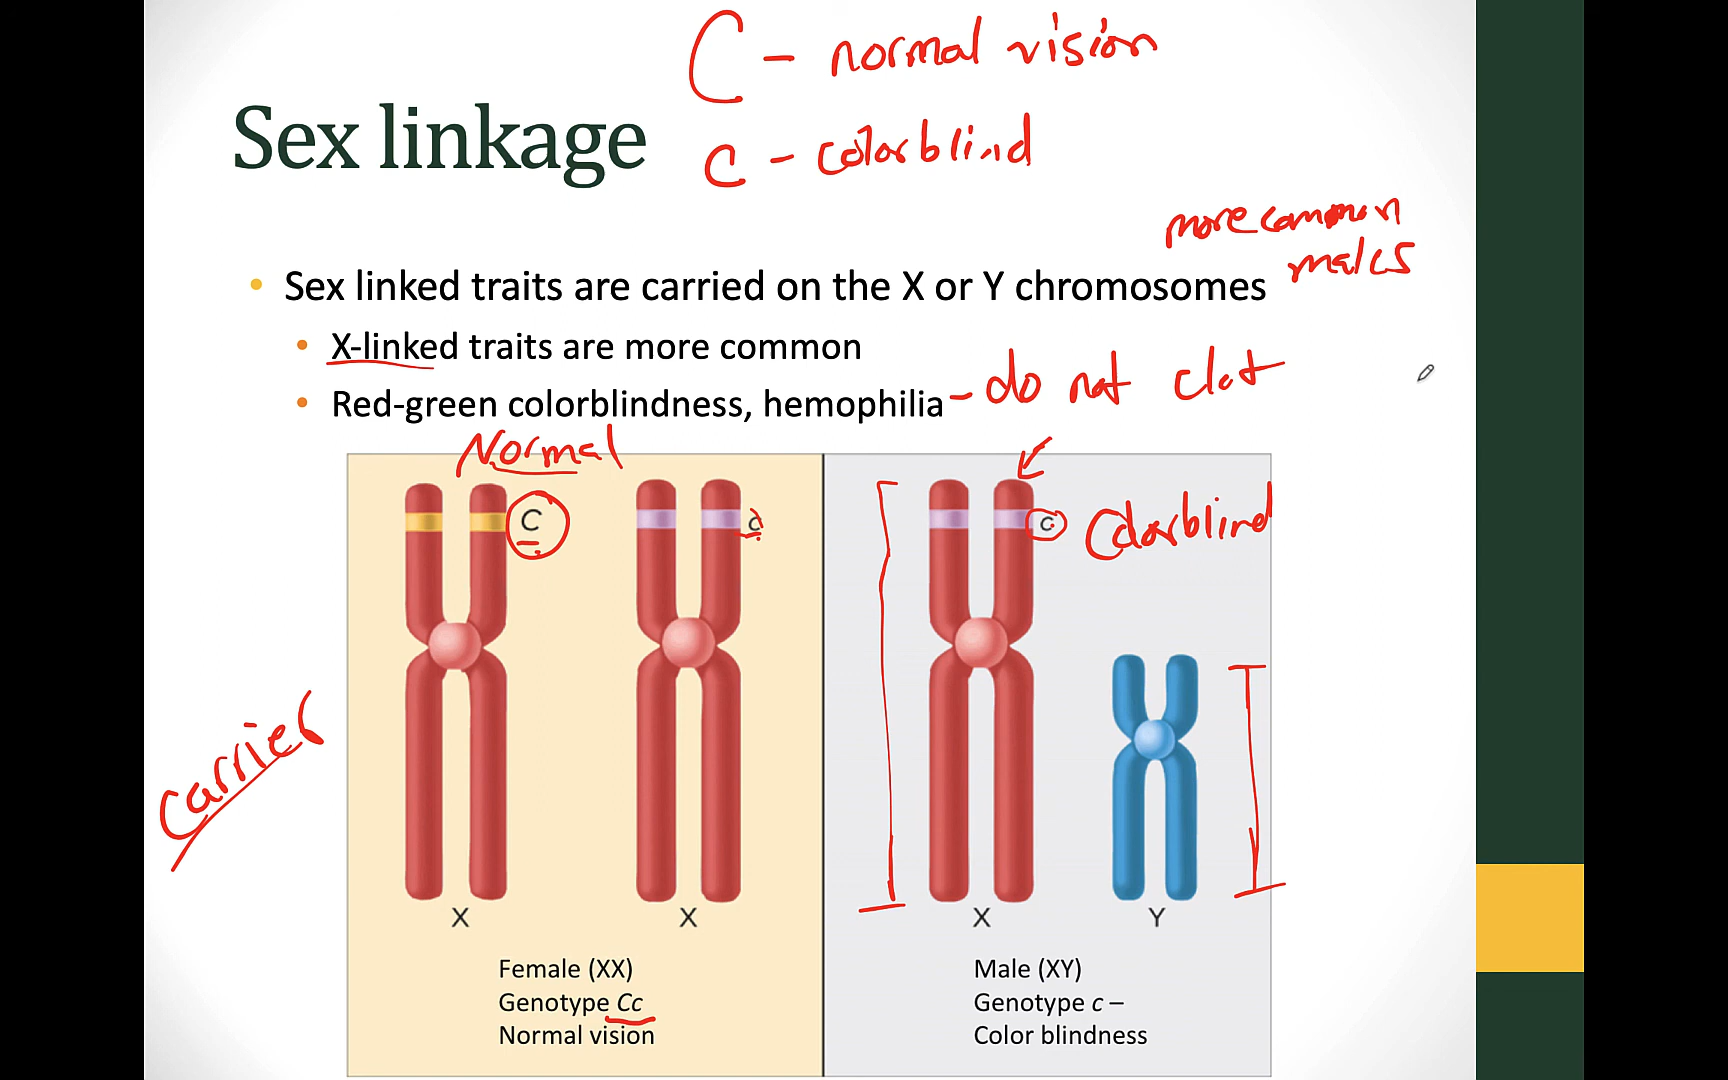 C - normal vision
Sex linkage
c - colorblind
more common
males
• Sex linked traits are carried on the X or Y chromosomes
• X-linked traits are more common
• Red-green colorblindness, hemophilia - do not clot
Normal
C
c
c
Colorblind
Carrier
X
X
X
Y
Female (XX)
Genotype Cc
Normal vision
Male (XY)
Genotype c –
Color blindness